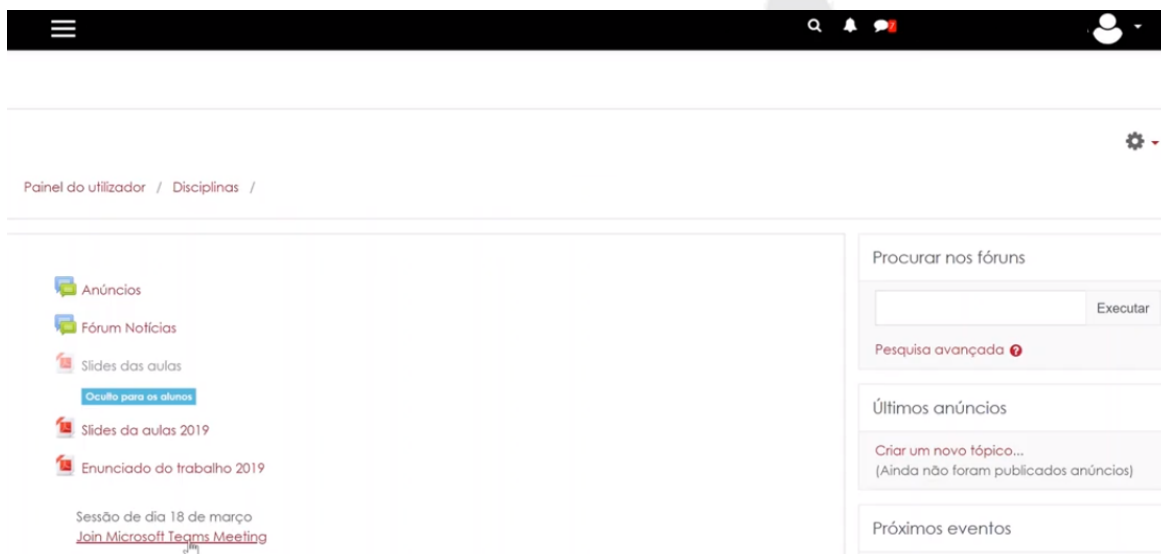 Painel do utilizador / Disciplinas /
Anúncios
Fórum Notícias
Slides das aulas
Oculto para os alunos
Slides da aulas 2019
Enunciado do trabalho 2019
Sessão de dia 18 de março
Join Microsoft Teams Meeting
Procurar nos fóruns
Executar
Pesquisa avançada
Últimos anúncios
Criar um novo tópico...
(Ainda não foram publicados anúncios)
Próximos eventos